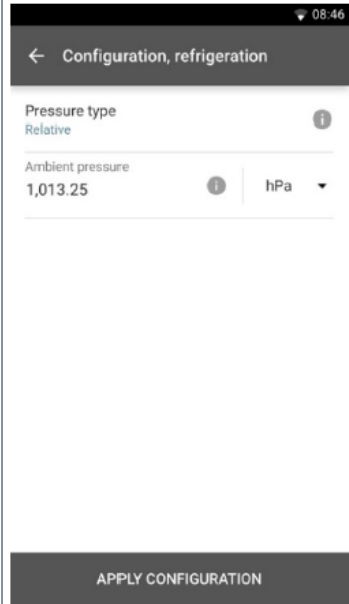 08:46
Configuration, refrigeration
Pressure type
Relative
Ambient pressure
1,013.25
hPa
APPLY CONFIGURATION